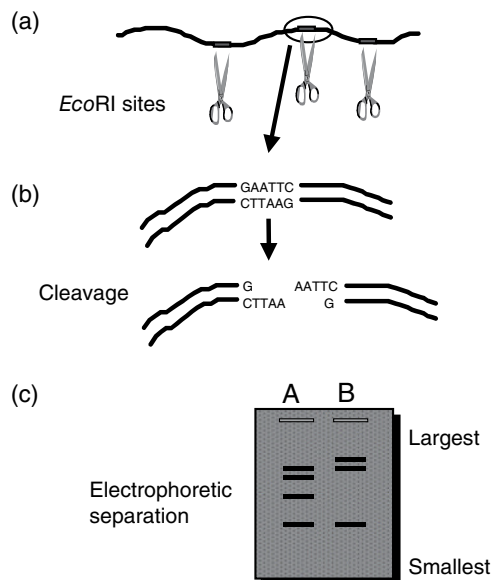 (a)
EcoRI sites
(b)
GAATTC
CTTAAG
Cleavage
G AATTC
CTTAA G
(c)
A B
Largest
Electrophoretic
separation
Smallest